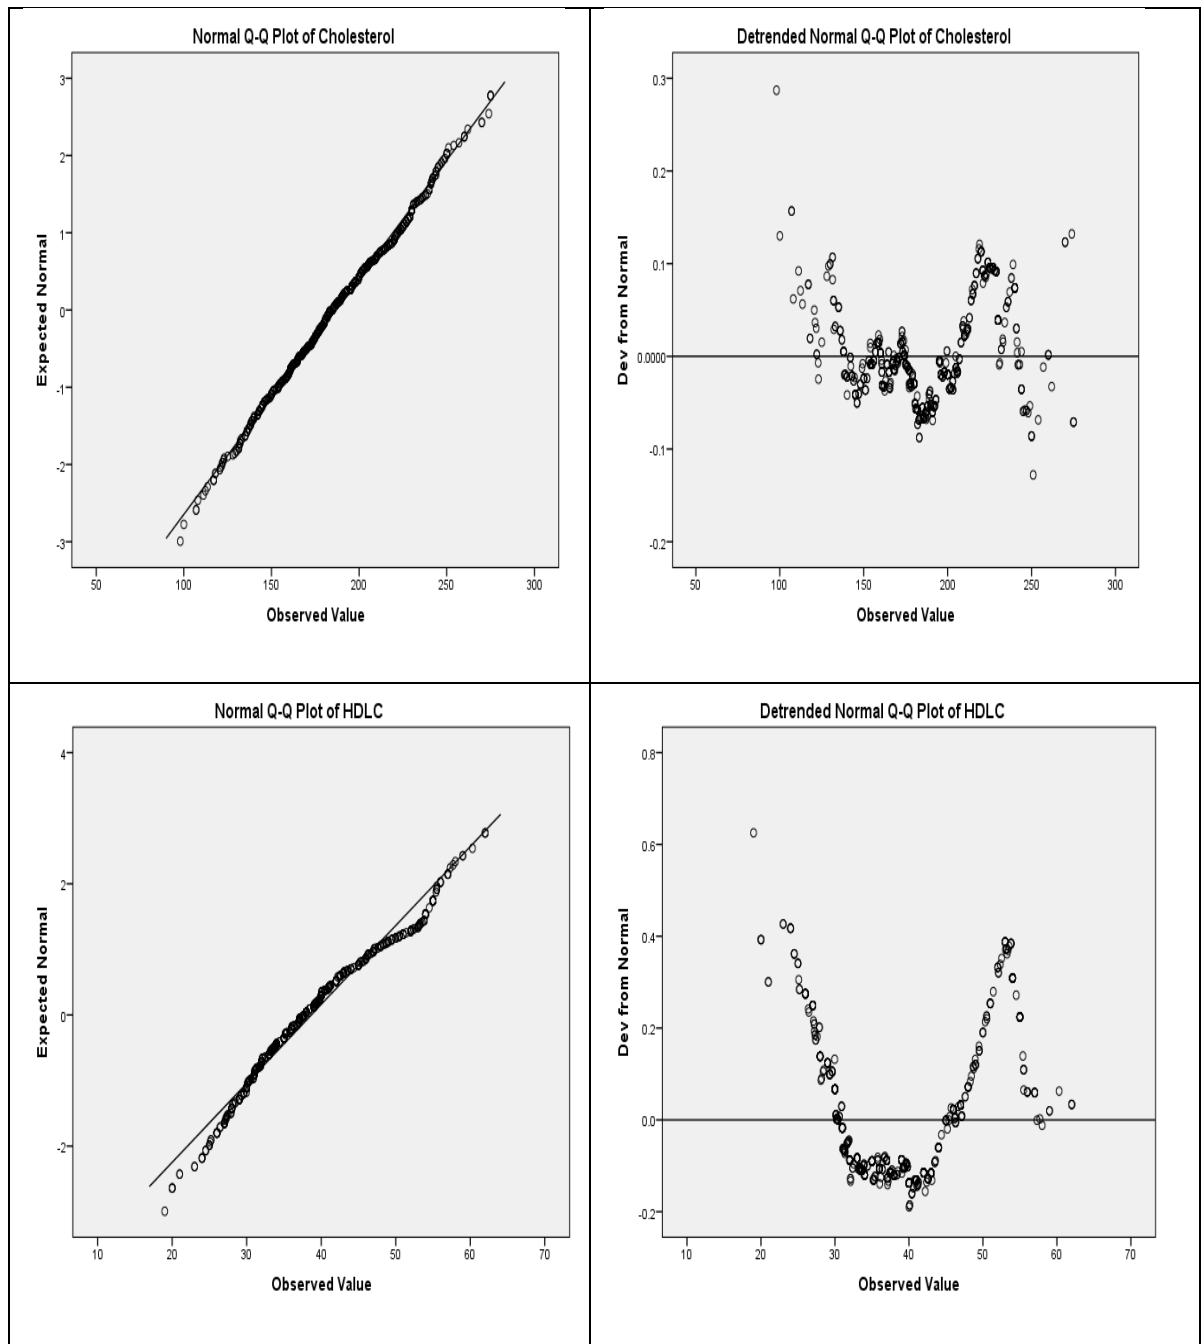 Normal Q-Q Plot of Cholesterol
3
2
1
0
-1
-2
-3
Expected Normal
50 100 150 200 250 300
Observed Value
Detrended Normal Q-Q Plot of Cholesterol
0.3
0.2
0.1
0.0000
-0.1
-0.2
Dev from Normal
50 100 150 200 250 300
Observed Value
Normal Q-Q Plot of HDLC
4
2
0
-2
Expected Normal
10 20 30 40 50 60 70
Observed Value
Detrended Normal Q-Q Plot of HDLC
0.8
0.6
0.4
0.2
0.0
-0.2
Dev from Normal
10 20 30 40 50 60 70
Observed Value